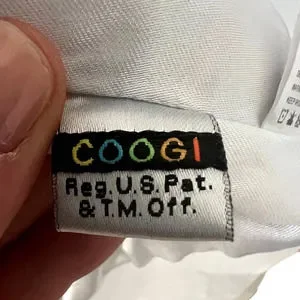 COOGI
Reg. U.S. Pat.
& T.M. Off.